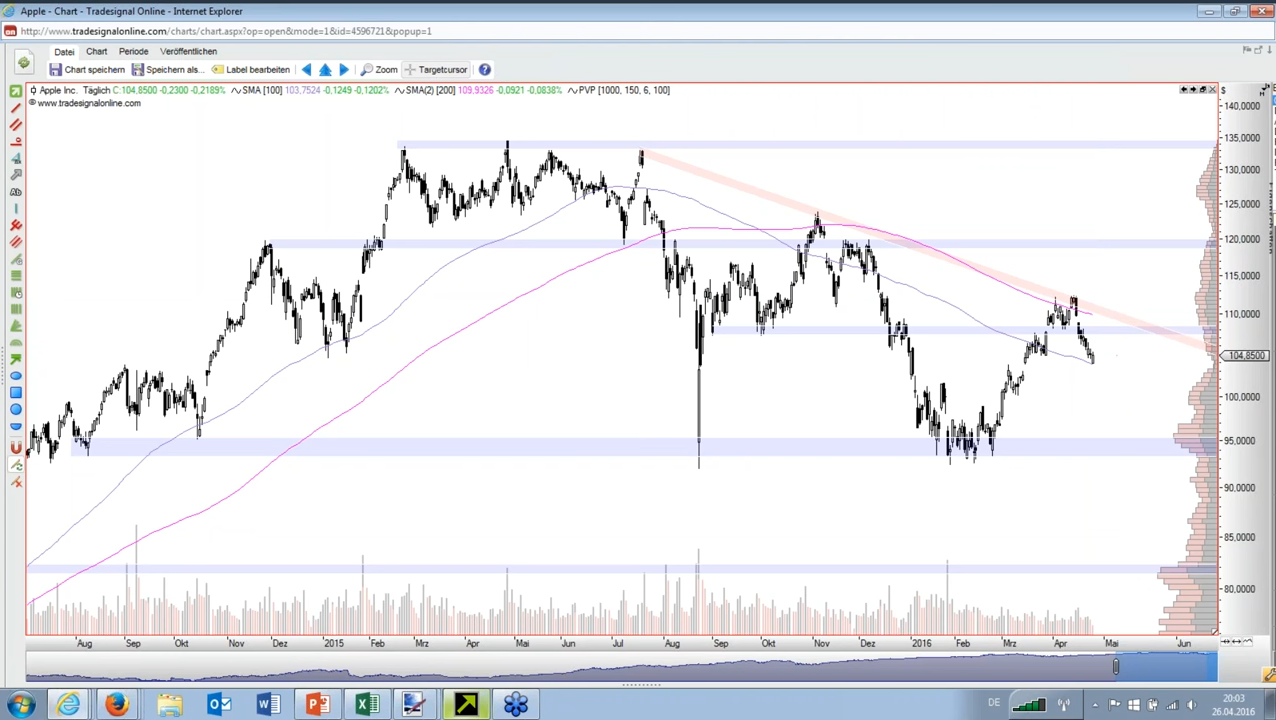 Apple - Chart - Tradesignal Online - Internet Explorer
http://www.tradesignalonline.com/charts/chart.aspx?op=open&mode=1&id=4596721&popup=1
Datei Chart Periode Veröffentlichen
Chart speichern Speichern als... Label bearbeiten Zoom Targetcursor ?
Apple Inc. Täglich C:104,8500 -0,2300 -0,2189% SMA [100] 103,7524 -0,1249 -0,1202% SMA(2) [200] 109,9326 -0,0921 -0,0838% PVP [1000, 150, 6, 100] $
www.tradesignalonline.com
140,0000
135,0000
130,0000
125,0000
120,0000
115,0000
110,0000
104,8500
100,0000
95,0000
90,0000
85,0000
80,0000
Ab
Aug Sep Okt Nov Dez 2015 Feb Mrz Apr Mai Jun Jul Aug Sep Okt Nov Dez 2016 Feb Mrz Apr Mai Jun
DE 20:03
26.04.2016